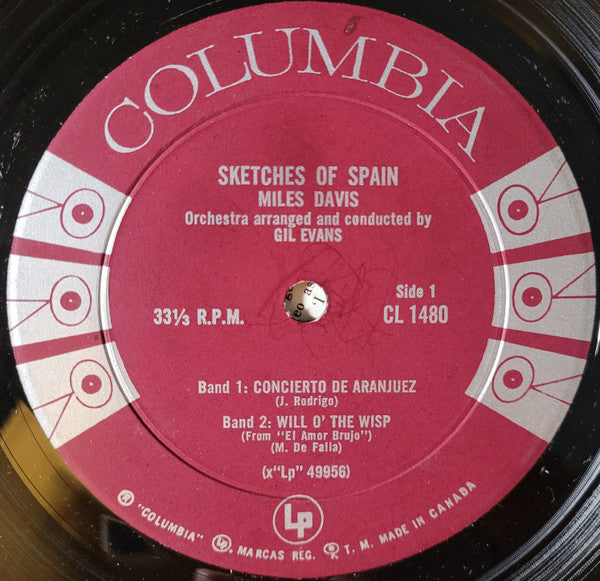 COLUMBIA
SKETCHES OF SPAIN
MILES DAVIS
Orchestra arranged and conducted by
GIL EVANS
33⅓ R.P.M.
Side 1
CL 1480
Band 1: CONCIERTO DE ARANJUEZ
(J. Rodrigo)
Band 2: WILL O' THE WISP
(From "El Amor Brujo")
(M. De Falla)
(x"Lp" 49956)
Lp
"COLUMBIA" Lp, MARCAS REG. T. M. MADE IN CANADA